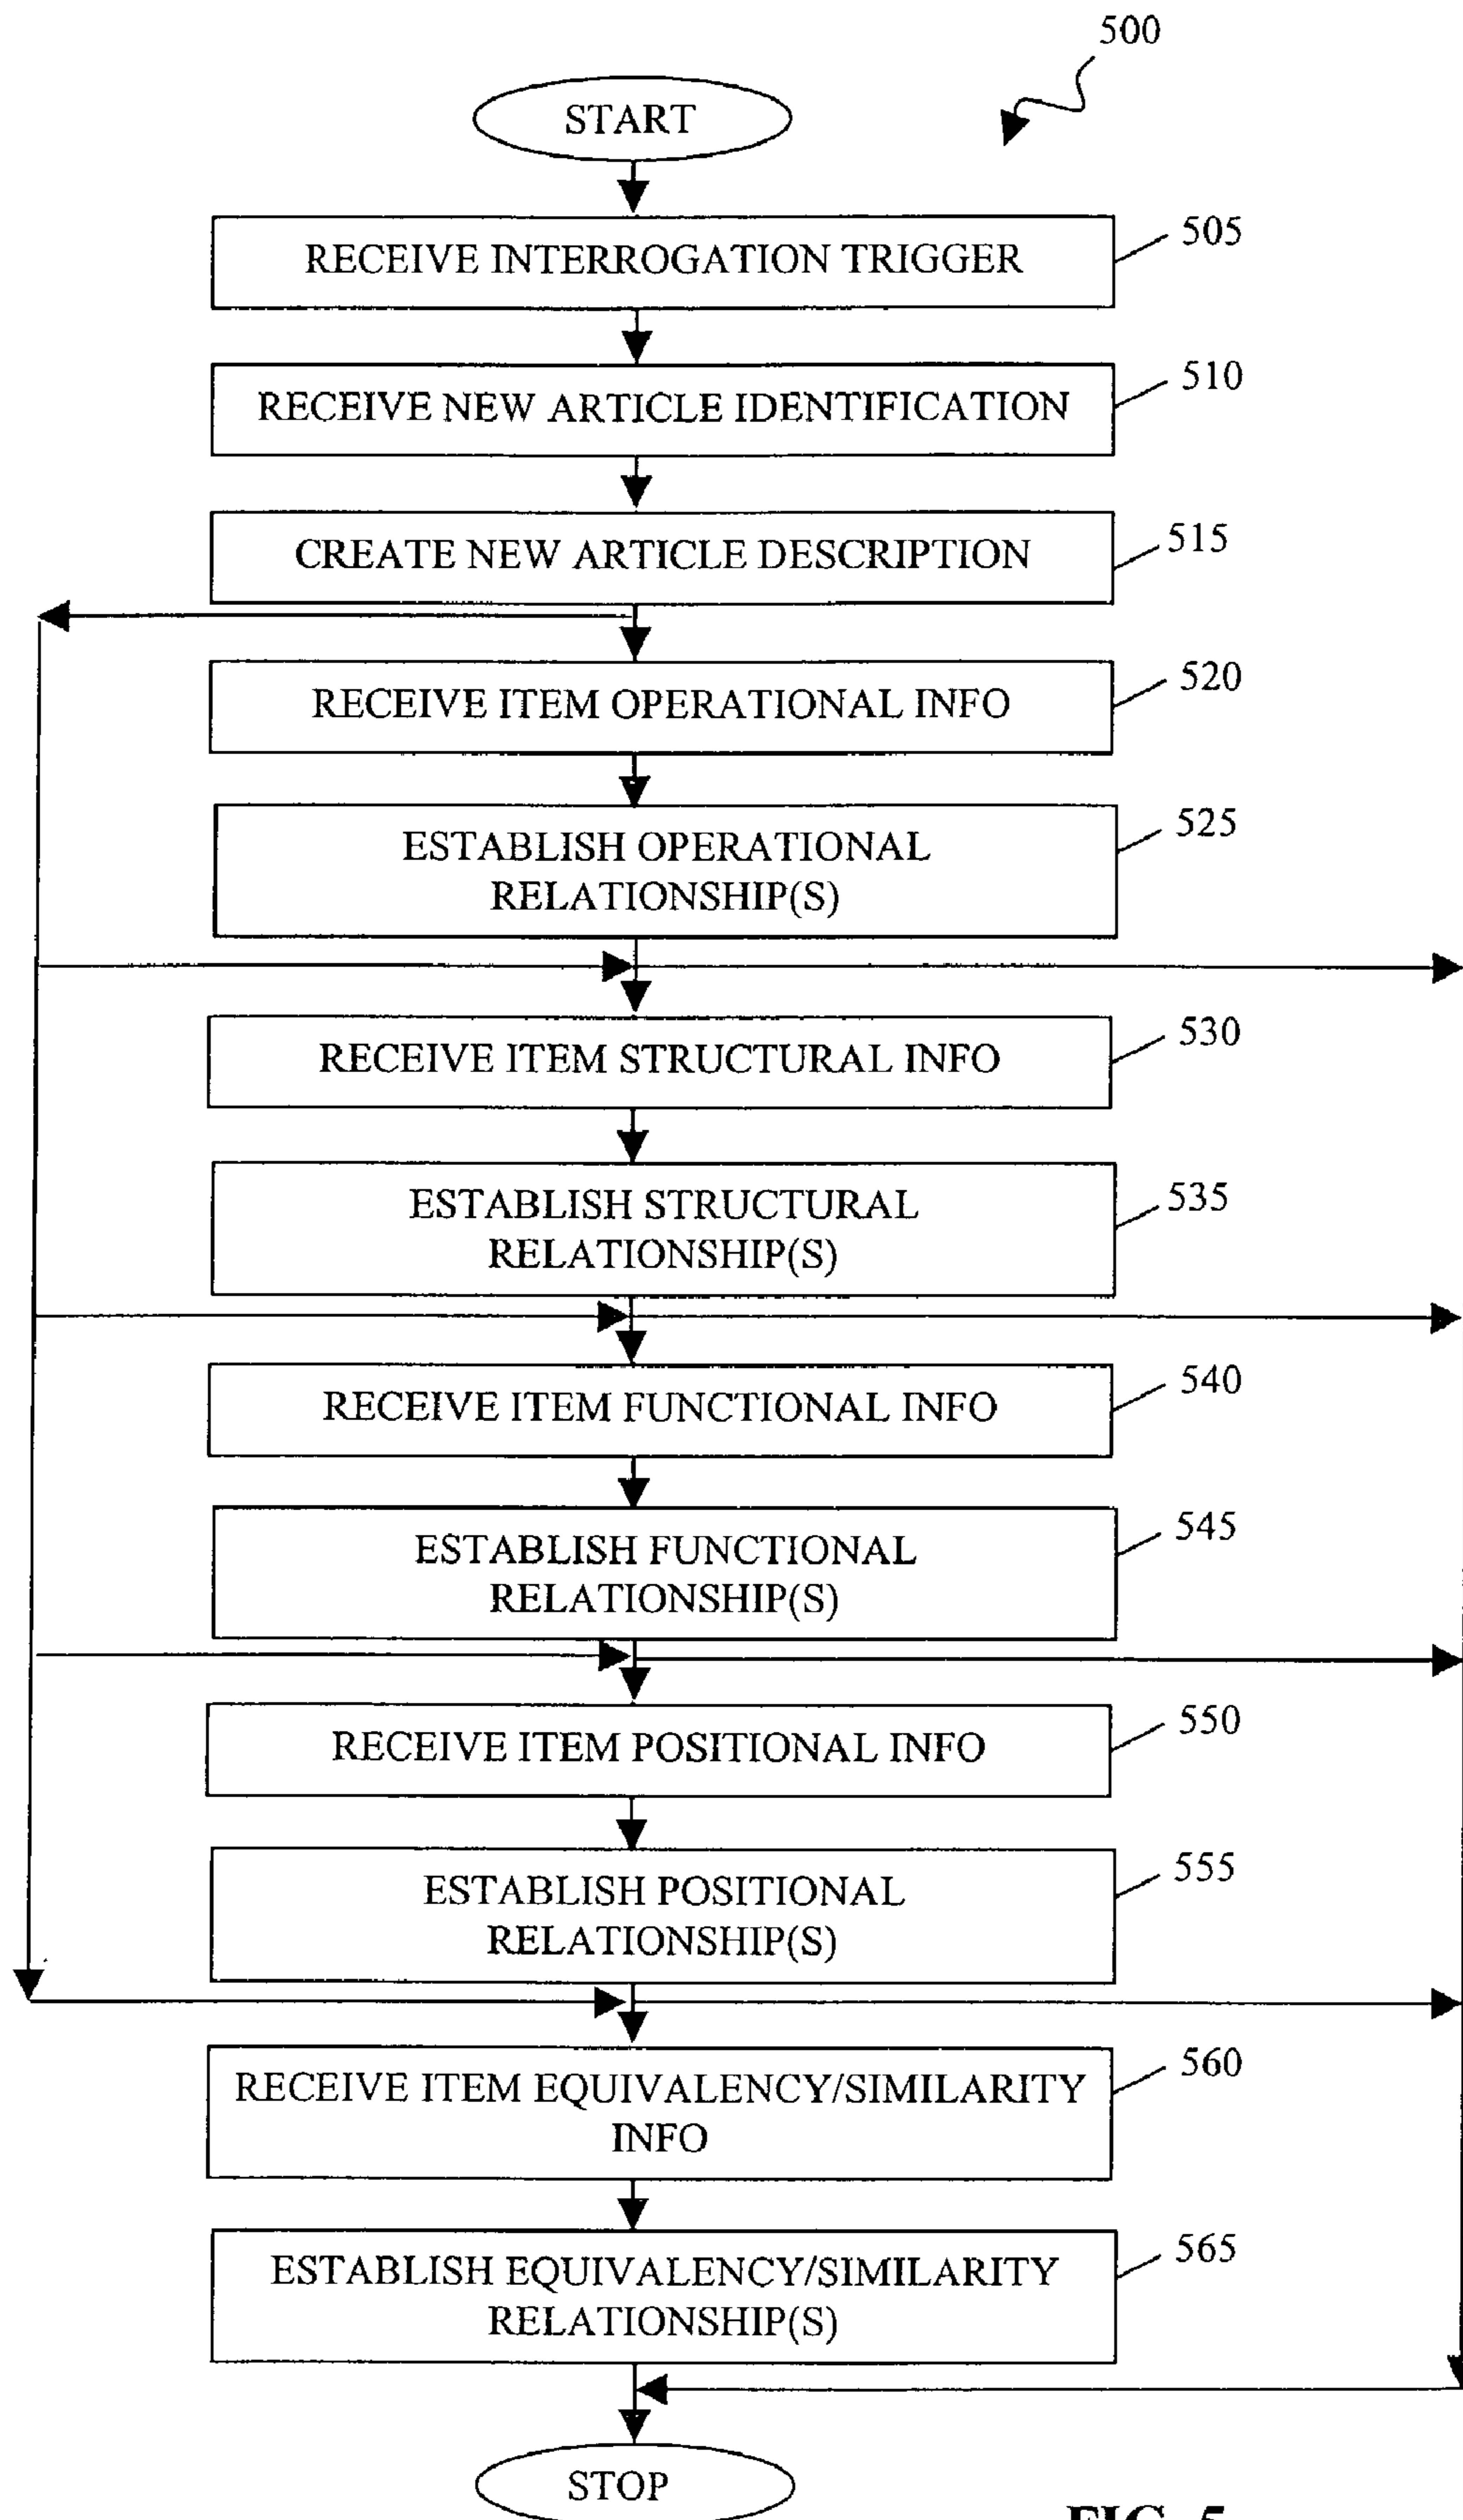 500
START
RECEIVE INTERROGATION TRIGGER
505
RECEIVE NEW ARTICLE IDENTIFICATION
510
CREATE NEW ARTICLE DESCRIPTION
515
RECEIVE ITEM OPERATIONAL INFO
520
ESTABLISH OPERATIONAL
RELATIONSHIP(S)
525
RECEIVE ITEM STRUCTURAL INFO
530
ESTABLISH STRUCTURAL
RELATIONSHIP(S)
535
RECEIVE ITEM FUNCTIONAL INFO
540
ESTABLISH FUNCTIONAL
RELATIONSHIP(S)
545
RECEIVE ITEM POSITIONAL INFO
550
ESTABLISH POSITIONAL
RELATIONSHIP(S)
555
RECEIVE ITEM EQUIVALENCY/SIMILARITY
INFO
560
ESTABLISH EQUIVALENCY/SIMILARITY
RELATIONSHIP(S)
565
STOP
FIG. 5